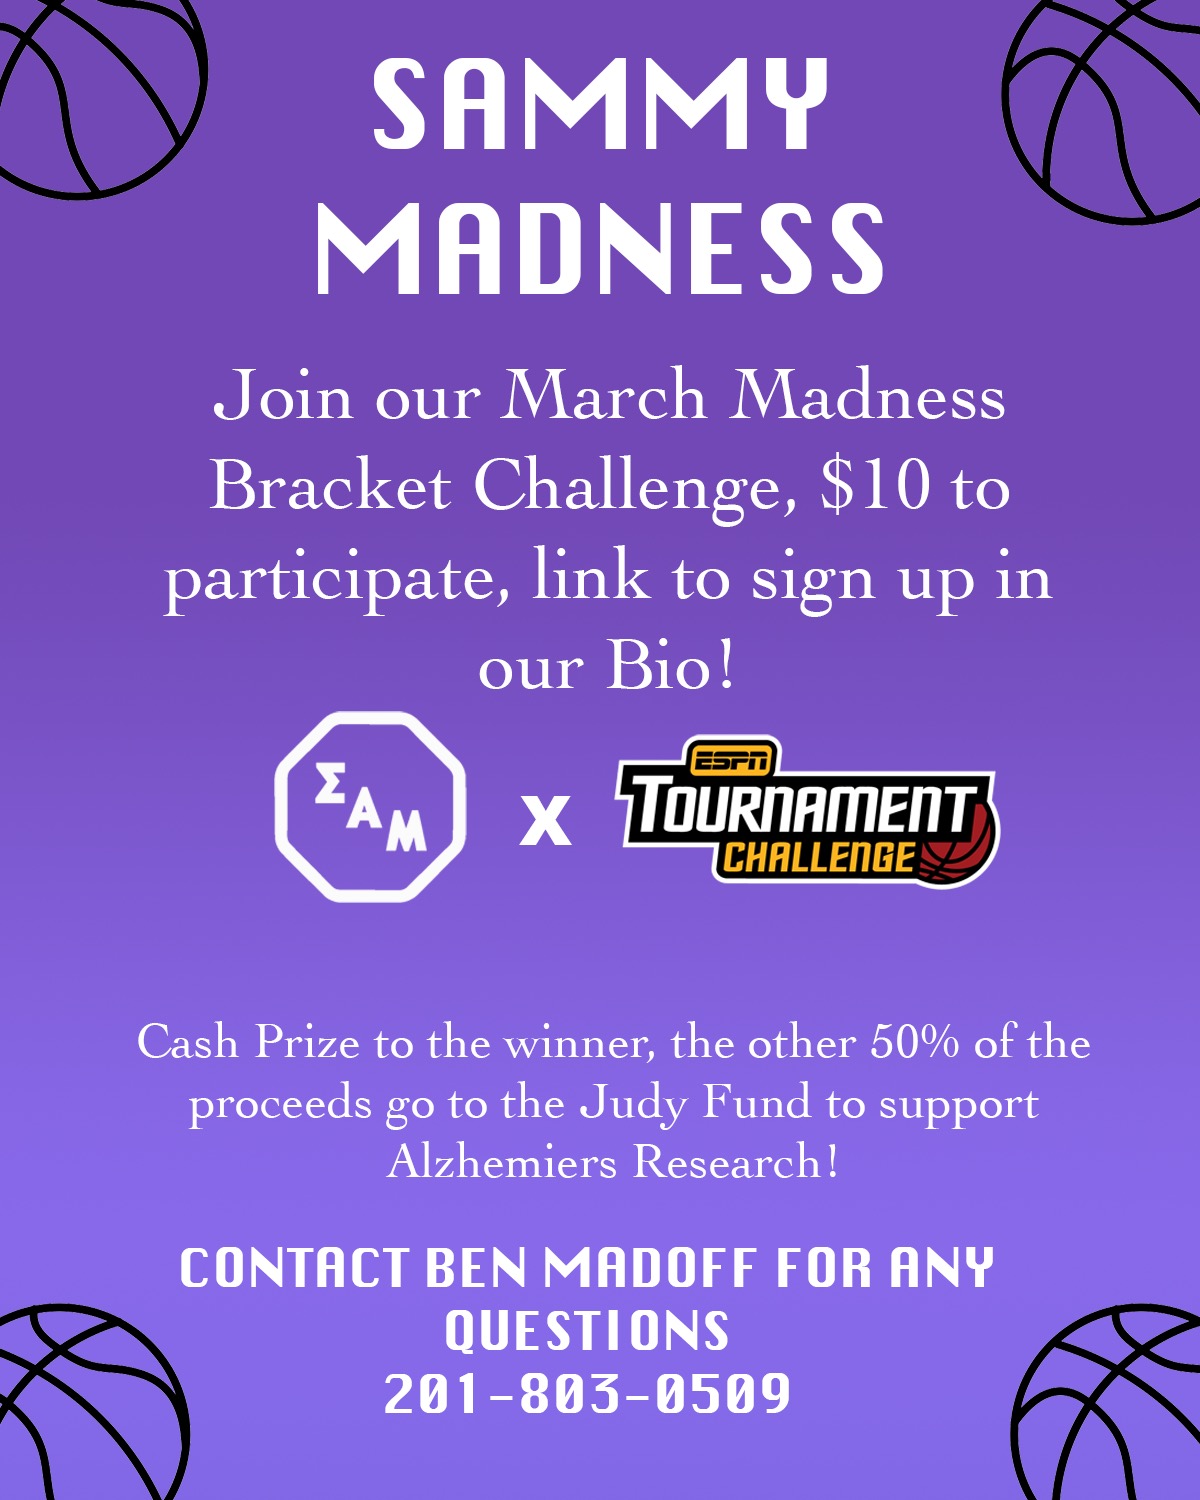 SAMMY
MADNESS
Join our March Madness
Bracket Challenge, $10 to
participate, link to sign up in
our Bio!
ΣAM
x
ESPN
TOURNAMENT
CHALLENGE
Cash Prize to the winner, the other 50% of the
proceeds go to the Judy Fund to support
Alzhemiers Research!
CONTACT BEN MADOFF FOR ANY
QUESTIONS
201-803-0509